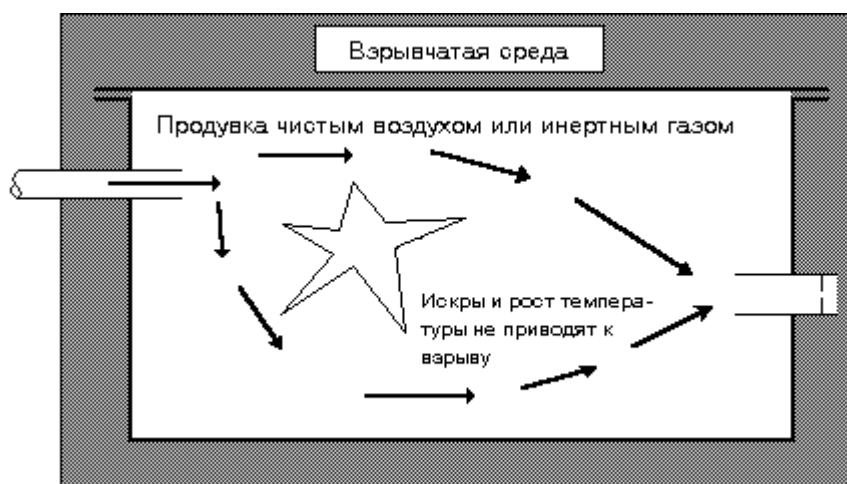 Взрывчатая среда
Продувка чистым воздухом или инертным газом
Искры и рост темпера-
туры не приводят к
взрыву